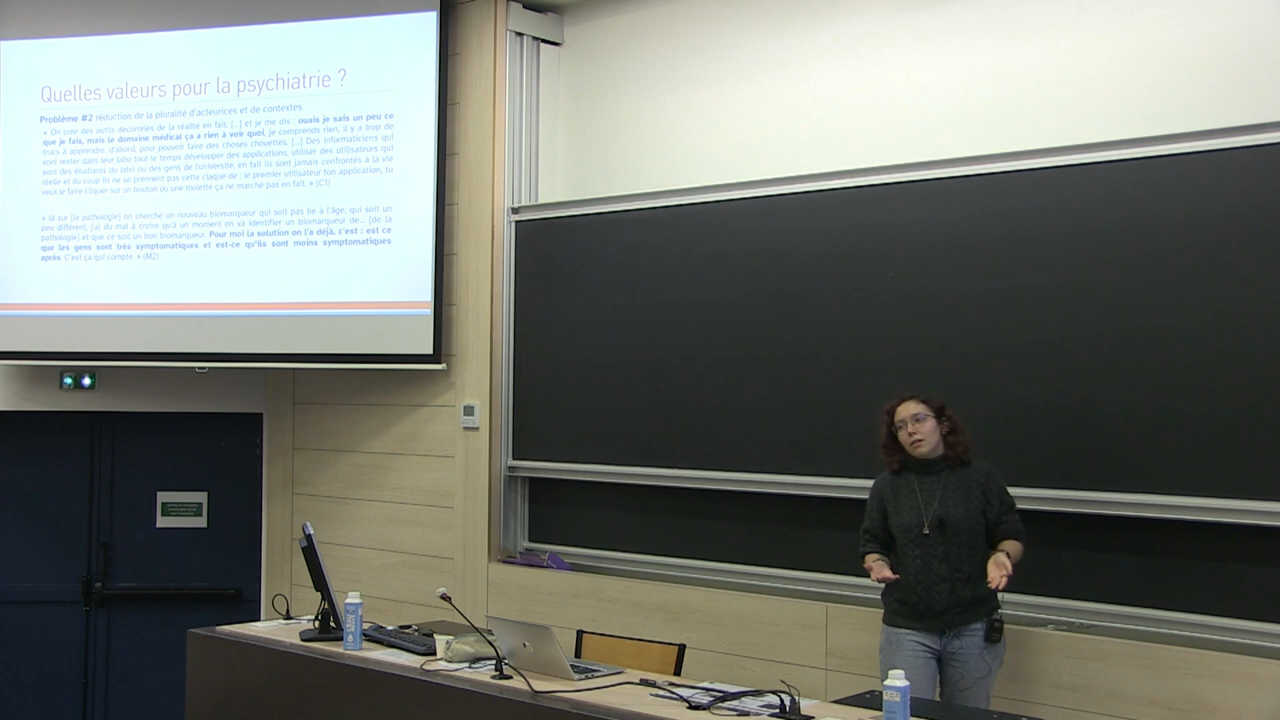 Quelles valeurs pour la psychiatrie ?
Problème #2 réduction de la pluralité d'acteurices et de contextes
« On crée des outils décorrélés de la réalité en fait. [...] et je me dis : ouais je sais un peu ce
que je fais, mais le domaine médical ça a rien à voir quoi, je comprends rien, il y a trop de
trucs à apprendre, d'abord, pour pouvoir faire des choses chouettes. [...] Des informaticiens qui
vont rester dans leur labo tout le temps développer des applications, utiliser des utilisateurs qui
sont des étudiants du labo ou des gens de l'université, en fait ils sont jamais confrontés à la vie
réelle et du coup ils ne se prennent pas cette claque de : le premier utilisateur ton application, tu
veux le faire cliquer sur un bouton ou une molette ça ne marche pas en fait. » (C1)
« Là sur [la pathologie] on cherche un nouveau biomarqueur qui soit pas lié à l'âge, qui soit un
peu différent, j'ai du mal à croire qu'à un moment on va identifier un biomarqueur de... [de la
pathologie] et que ce soit un bon biomarqueur. Pour moi la solution on l'a déjà, c'est : est ce
que les gens sont très symptomatiques et est-ce qu'ils sont moins symptomatiques
après. C'est ça qui compte. » (M2)